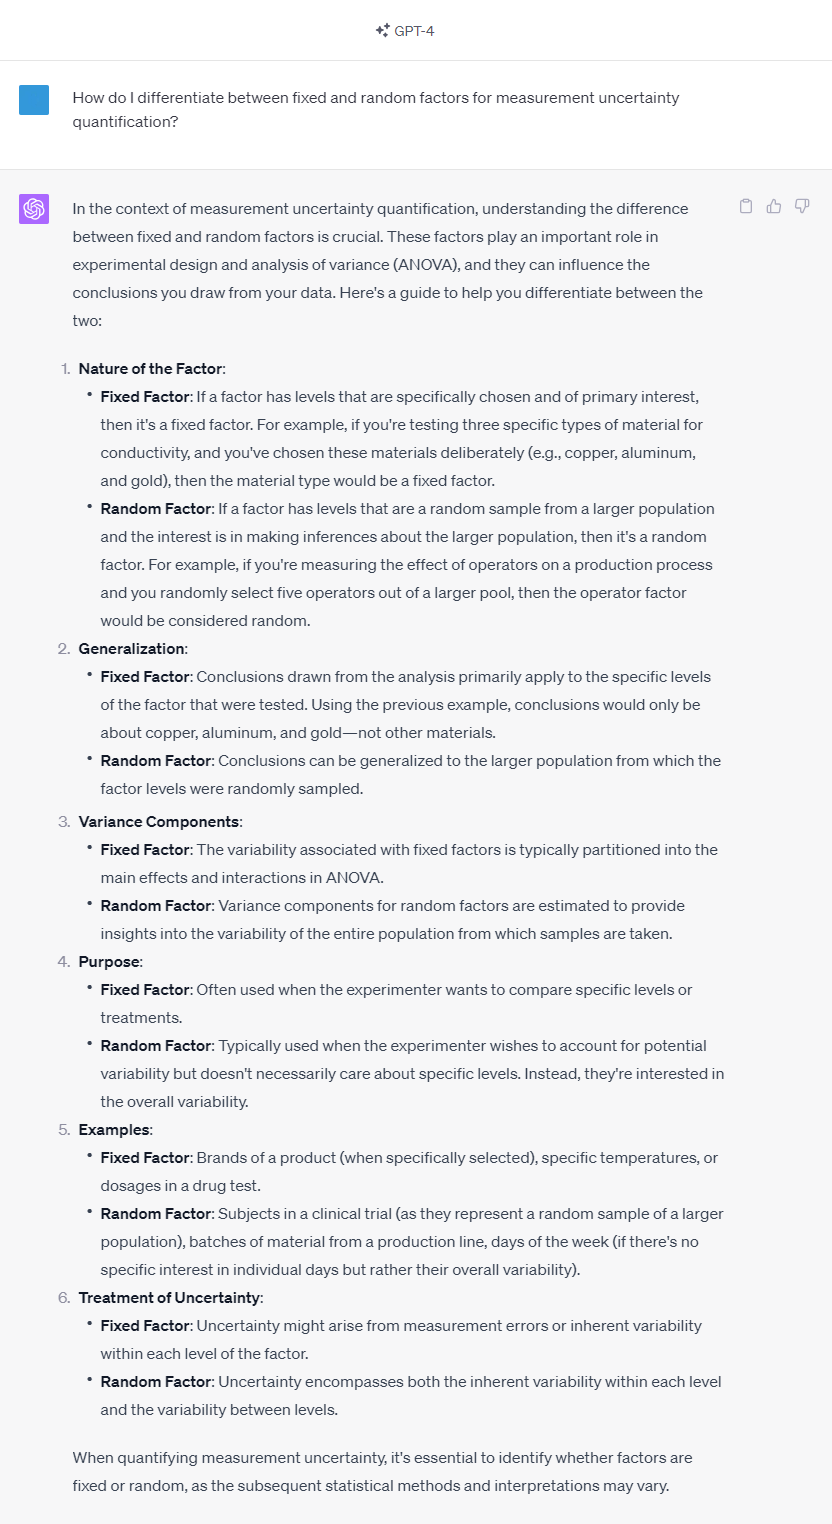 GPT-4
How do I differentiate between fixed and random factors for measurement uncertainty
quantification?
In the context of measurement uncertainty quantification, understanding the difference
between fixed and random factors is crucial. These factors play an important role in
experimental design and analysis of variance (ANOVA), and they can influence the
conclusions you draw from your data. Here's a guide to help you differentiate between the
two:
1. Nature of the Factor:
• Fixed Factor: If a factor has levels that are specifically chosen and of primary interest,
then it's a fixed factor. For example, if you're testing three specific types of material for
conductivity, and you've chosen these materials deliberately (e.g., copper, aluminum,
and gold), then the material type would be a fixed factor.
• Random Factor: If a factor has levels that are a random sample from a larger population
and the interest is in making inferences about the larger population, then it's a random
factor. For example, if you're measuring the effect of operators on a production process
and you randomly select five operators out of a larger pool, then the operator factor
would be considered random.
2. Generalization:
• Fixed Factor: Conclusions drawn from the analysis primarily apply to the specific levels
of the factor that were tested. Using the previous example, conclusions would only be
about copper, aluminum, and gold—not other materials.
• Random Factor: Conclusions can be generalized to the larger population from which the
factor levels were randomly sampled.
3. Variance Components:
• Fixed Factor: The variability associated with fixed factors is typically partitioned into the
main effects and interactions in ANOVA.
• Random Factor: Variance components for random factors are estimated to provide
insights into the variability of the entire population from which samples are taken.
4. Purpose:
• Fixed Factor: Often used when the experimenter wants to compare specific levels or
treatments.
• Random Factor: Typically used when the experimenter wishes to account for potential
variability but doesn't necessarily care about specific levels. Instead, they're interested in
the overall variability.
5. Examples:
• Fixed Factor: Brands of a product (when specifically selected), specific temperatures, or
dosages in a drug test.
• Random Factor: Subjects in a clinical trial (as they represent a random sample of a larger
population), batches of material from a production line, days of the week (if there's no
specific interest in individual days but rather their overall variability).
6. Treatment of Uncertainty:
• Fixed Factor: Uncertainty might arise from measurement errors or inherent variability
within each level of the factor.
• Random Factor: Uncertainty encompasses both the inherent variability within each level
and the variability between levels.
When quantifying measurement uncertainty, it's essential to identify whether factors are
fixed or random, as the subsequent statistical methods and interpretations may vary.